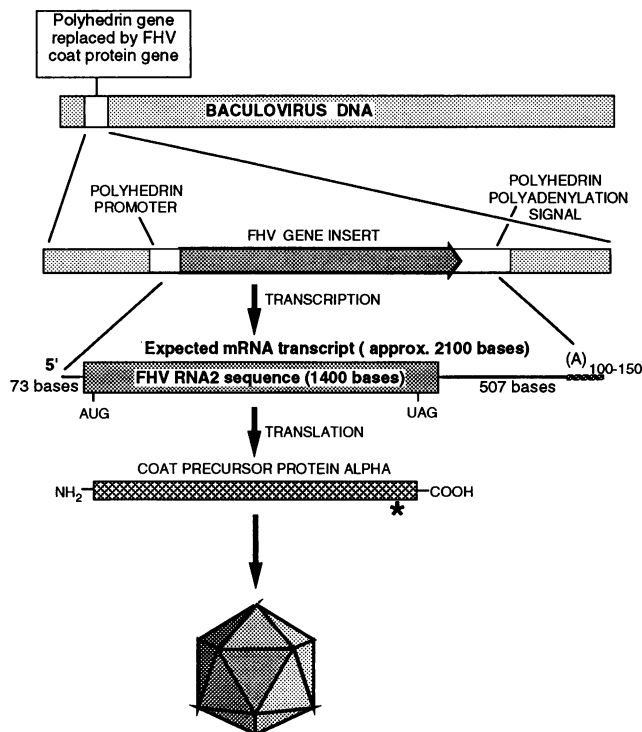 Polyhedrin gene
replaced by FHV
coat protein gene
BACULOVIRUS DNA
POLYHEDRIN
PROMOTER
POLYHEDRIN
POLYADENYLATION
SIGNAL
FHV GENE INSERT
TRANSCRIPTION
Expected mRNA transcript ( approx. 2100 bases)
5'
(A)100-150
73 bases
FHV RNA2 sequence (1400 bases)
507 bases
AUG
UAG
TRANSLATION
COAT PRECURSOR PROTEIN ALPHA
NH2
COOH
*